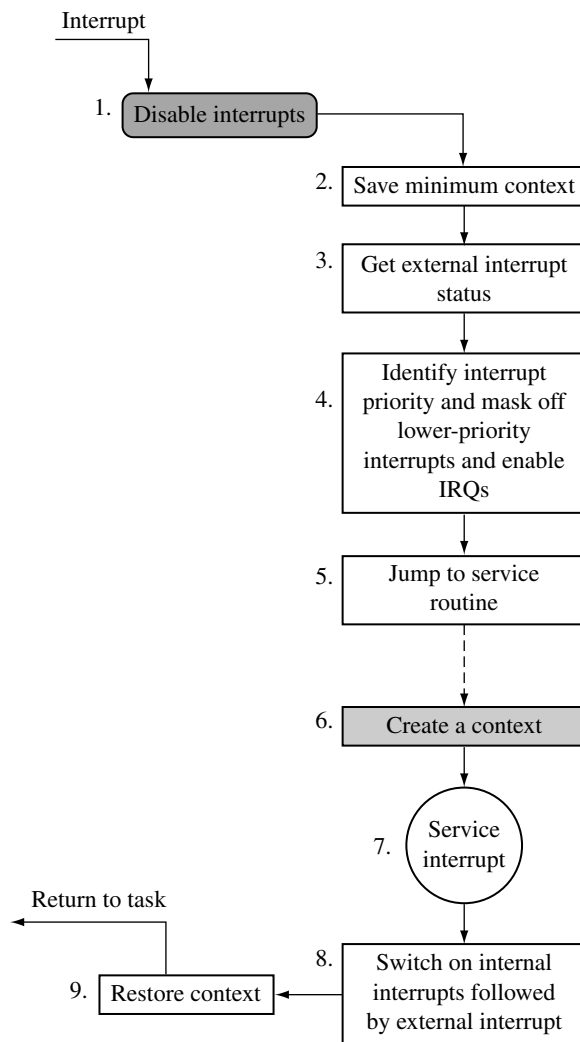 Interrupt
1. Disable interrupts
2. Save minimum context
3. Get external interrupt
status
4. Identify interrupt
priority and mask off
lower-priority
interrupts and enable
IRQs
5. Jump to service
routine
6. Create a context
7. Service
interrupt
8. Switch on internal
interrupts followed
by external interrupt
9. Restore context
Return to task